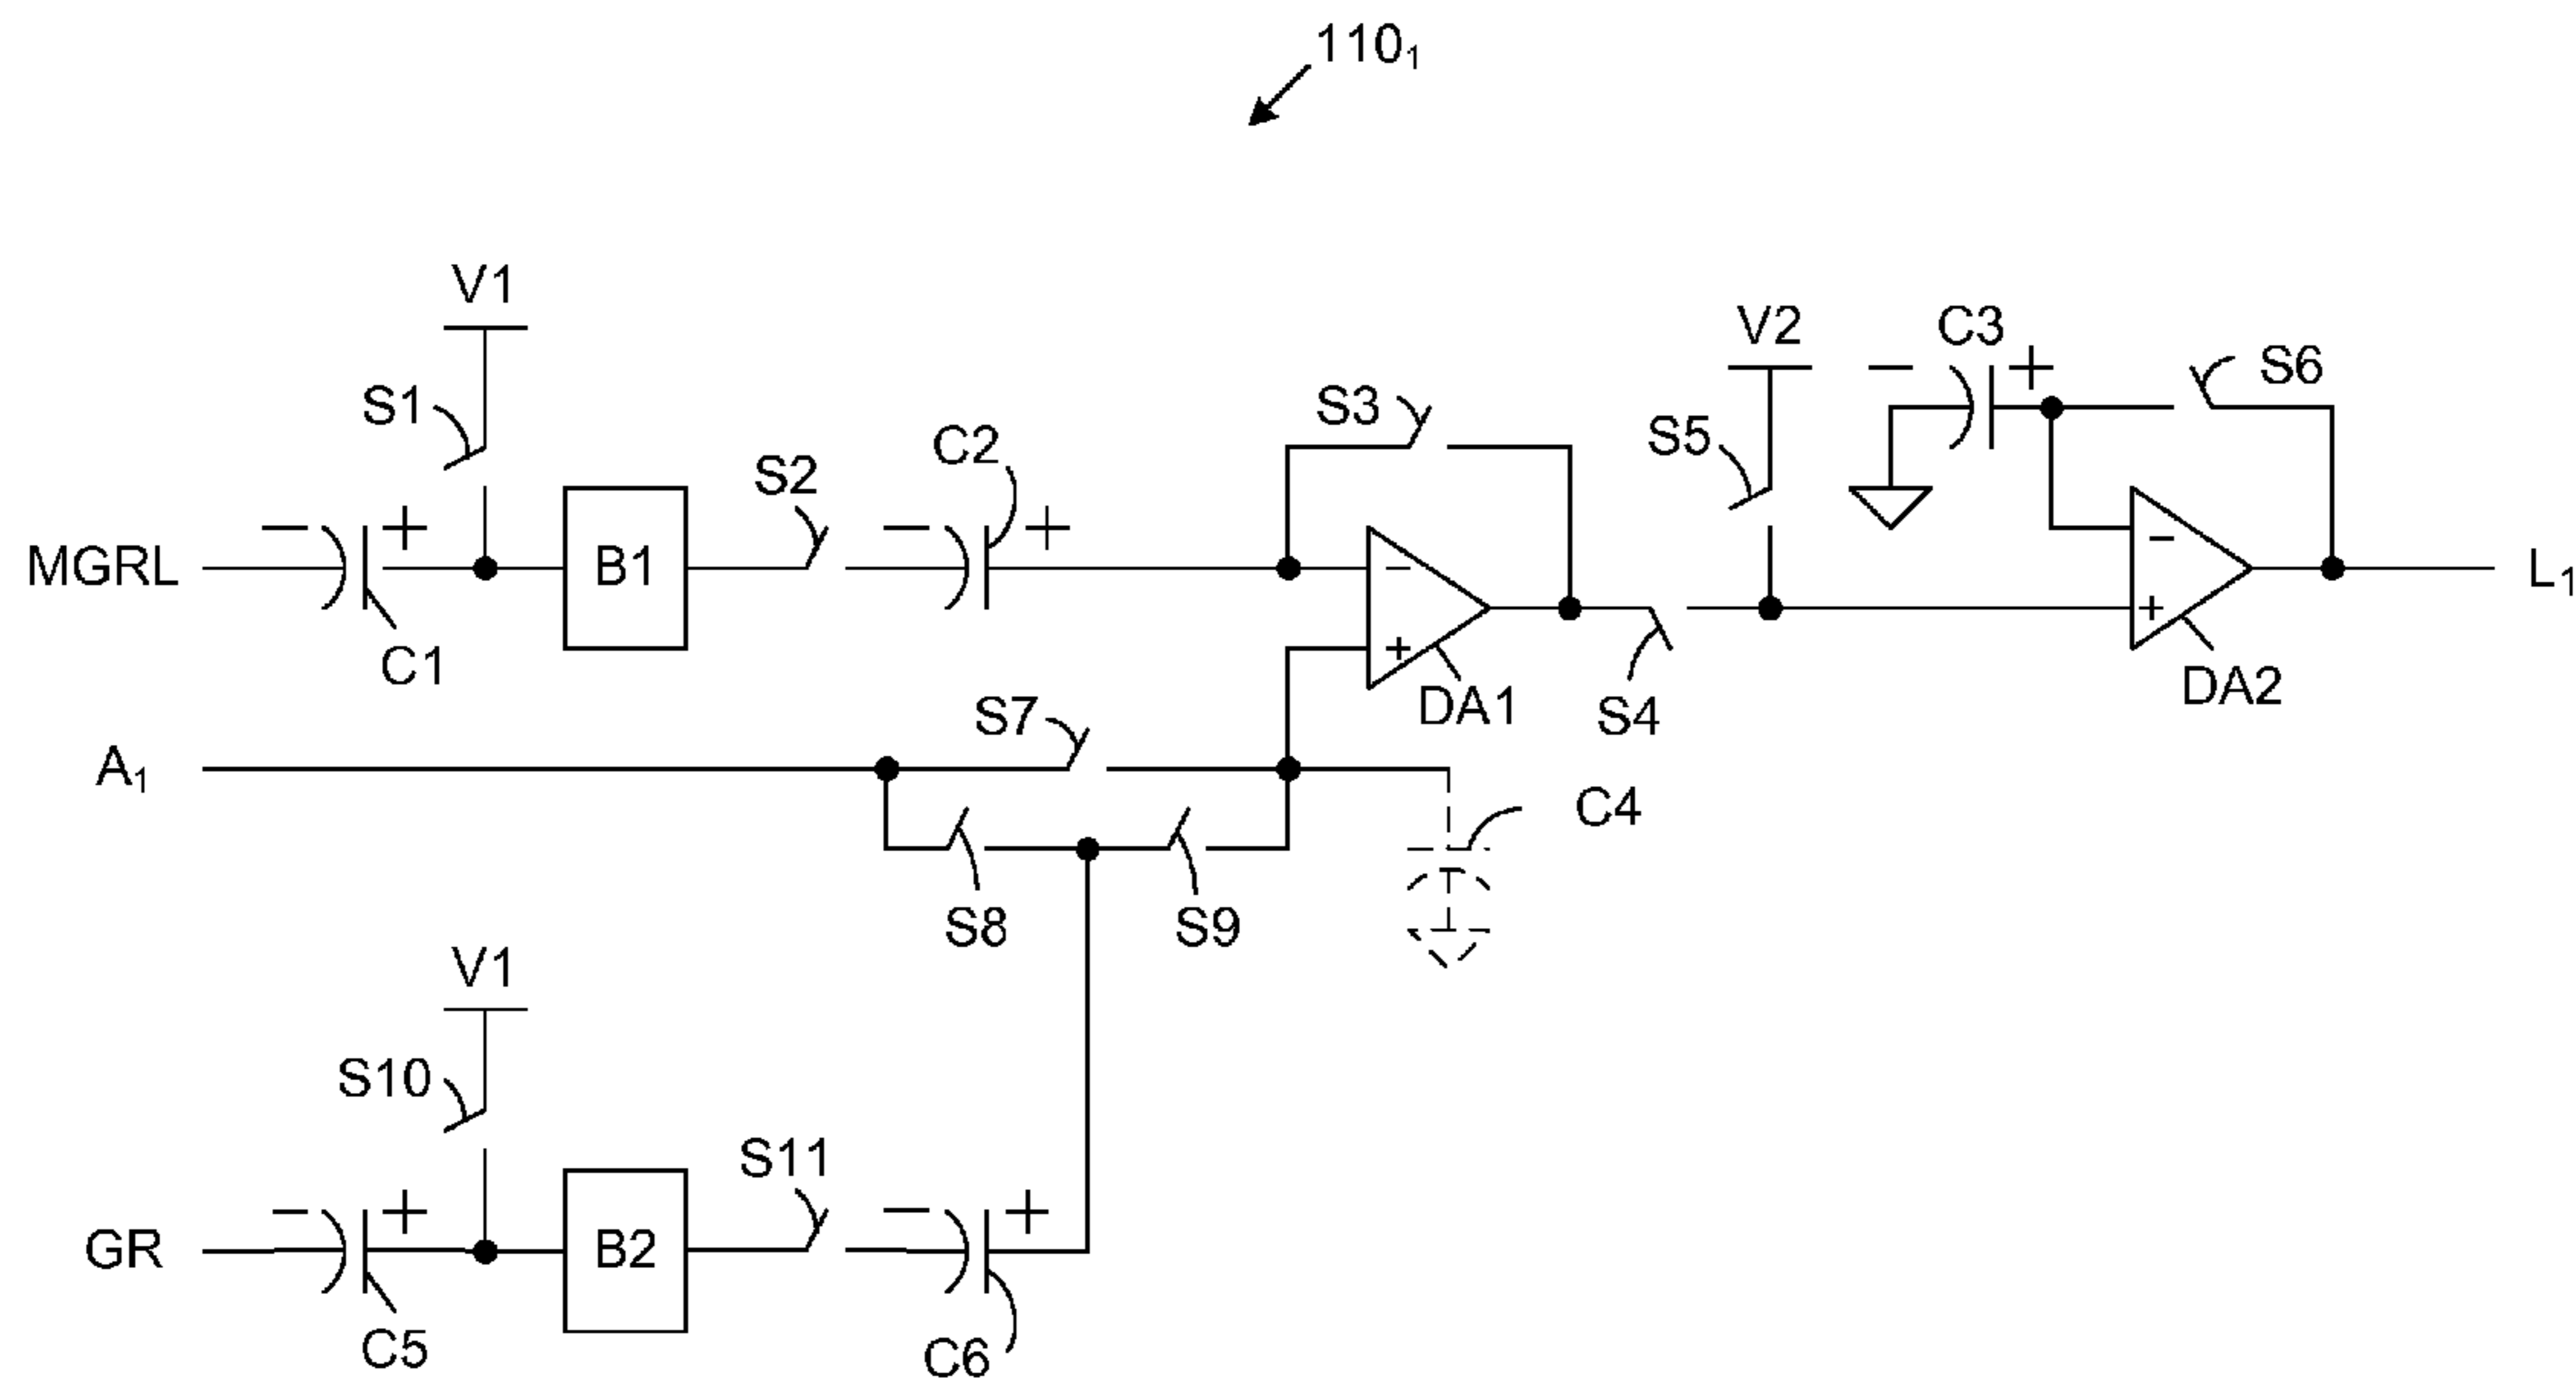 110₁
V1
V2
C3
S6
S1
S3
S5
C2
S2
MGRL
B1
L₁
C1
DA1
S4
DA2
S7
A₁
C4
S8
S9
V1
S10
S11
GR
B2
C5
C6
− +
− +
− +
− +
− +
− +
− +